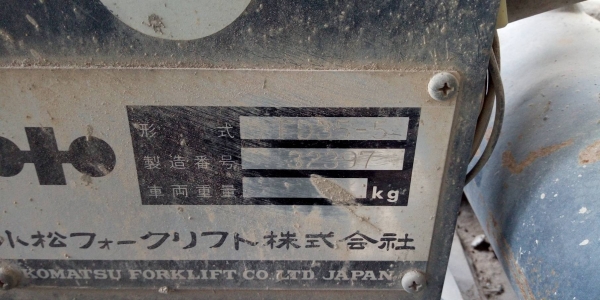 形式
製造番号
車両重量 kg
小松フォークリフト株式会社
KOMATSU FORKLIFT CO. LTD. JAPAN